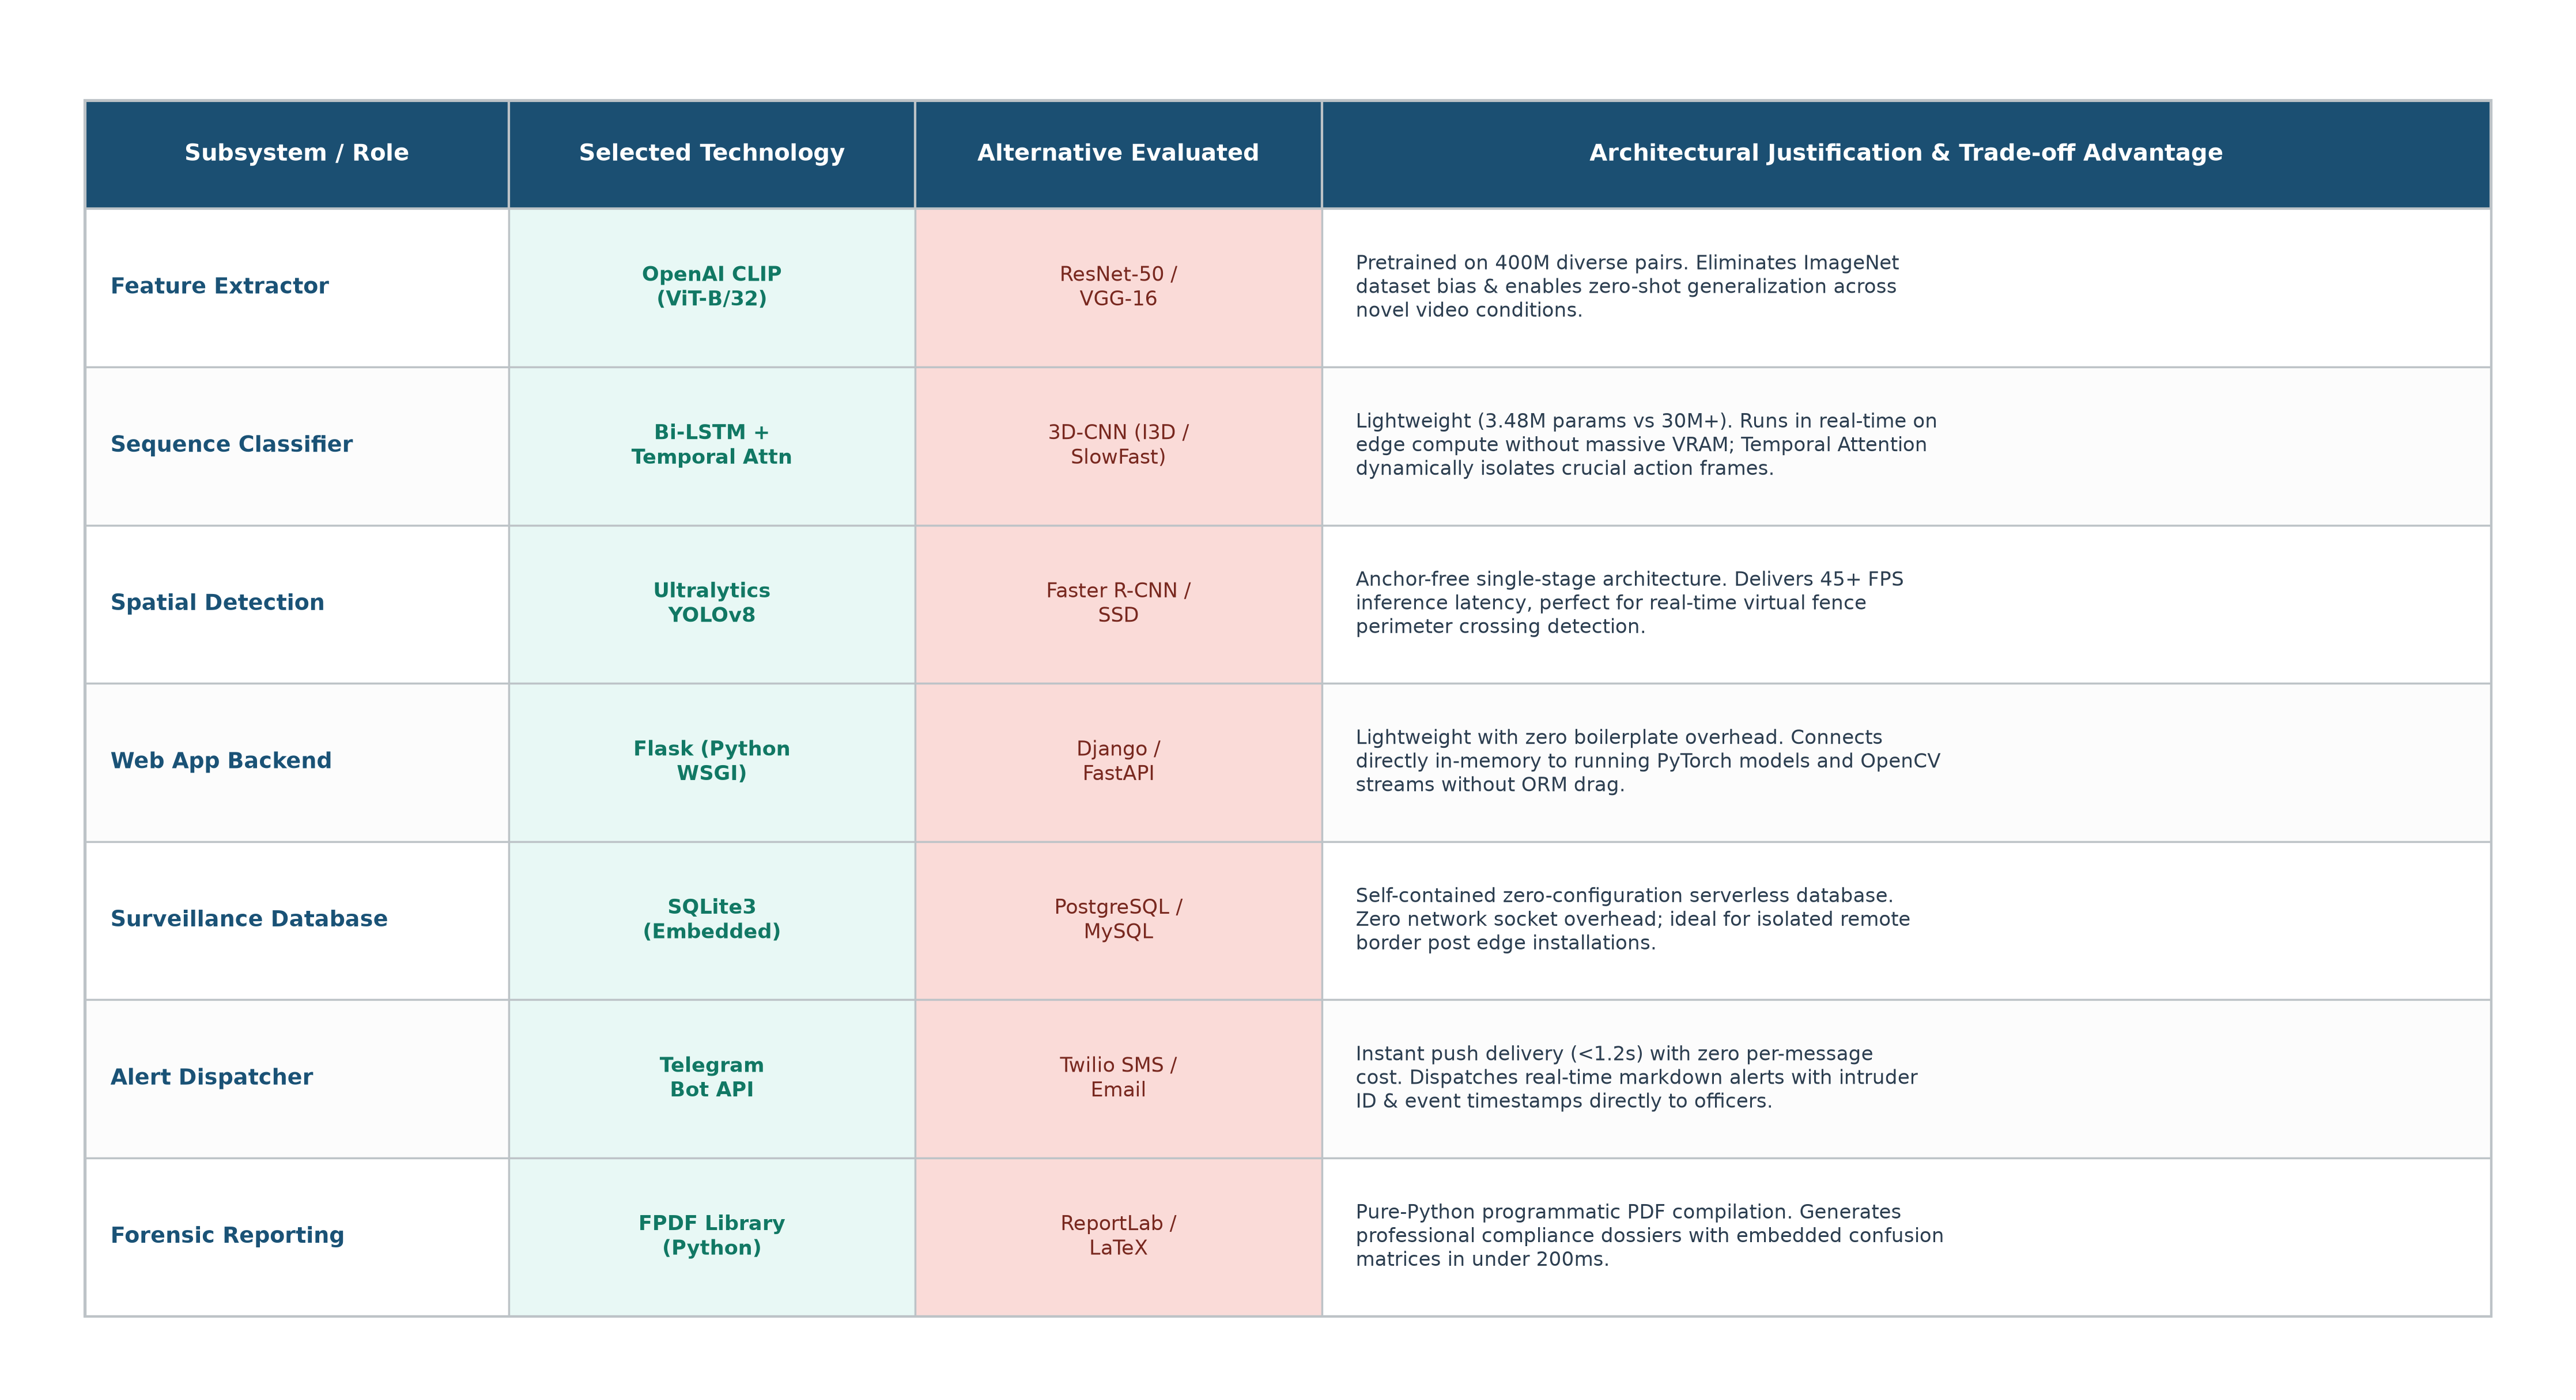 Subsystem / Role
Selected Technology
Alternative Evaluated
Architectural Justification & Trade-off Advantage
Feature Extractor
OpenAI CLIP
(ViT-B/32)
ResNet-50 /
VGG-16
Pretrained on 400M diverse pairs. Eliminates ImageNet
dataset bias & enables zero-shot generalization across
novel video conditions.
Sequence Classifier
Bi-LSTM +
Temporal Attn
3D-CNN (I3D /
SlowFast)
Lightweight (3.48M params vs 30M+). Runs in real-time on
edge compute without massive VRAM; Temporal Attention
dynamically isolates crucial action frames.
Spatial Detection
Ultralytics
YOLOv8
Faster R-CNN /
SSD
Anchor-free single-stage architecture. Delivers 45+ FPS
inference latency, perfect for real-time virtual fence
perimeter crossing detection.
Web App Backend
Flask (Python
WSGI)
Django /
FastAPI
Lightweight with zero boilerplate overhead. Connects
directly in-memory to running PyTorch models and OpenCV
streams without ORM drag.
Surveillance Database
SQLite3
(Embedded)
PostgreSQL /
MySQL
Self-contained zero-configuration serverless database.
Zero network socket overhead; ideal for isolated remote
border post edge installations.
Alert Dispatcher
Telegram
Bot API
Twilio SMS /
Email
Instant push delivery (<1.2s) with zero per-message
cost. Dispatches real-time markdown alerts with intruder
ID & event timestamps directly to officers.
Forensic Reporting
FPDF Library
(Python)
ReportLab /
LaTeX
Pure-Python programmatic PDF compilation. Generates
professional compliance dossiers with embedded confusion
matrices in under 200ms.